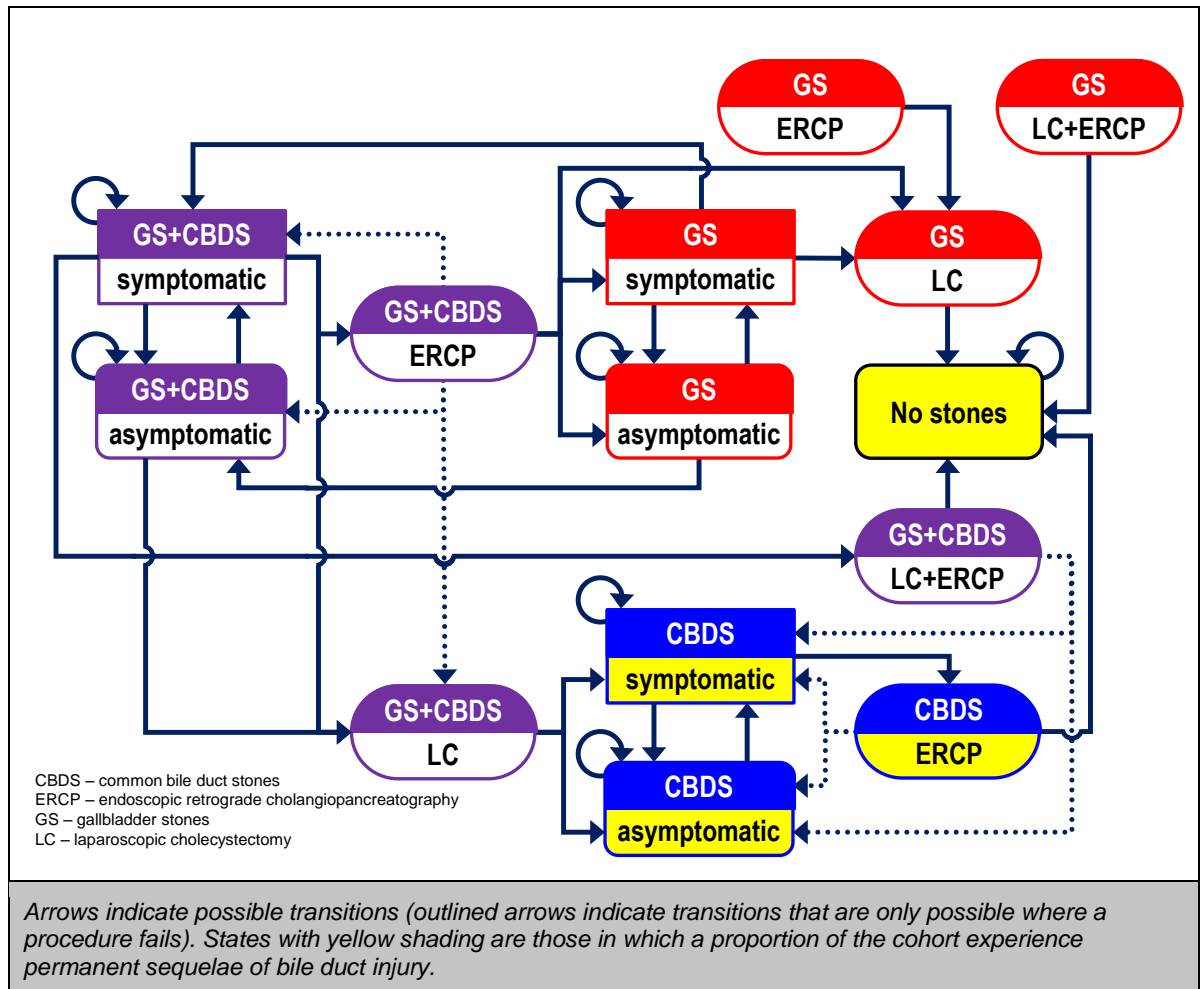 GS
ERCP
GS
LC+ERCP
GS+CBDS
symptomatic
GS
symptomatic
GS
LC
GS+CBDS
ERCP
GS+CBDS
asymptomatic
GS
asymptomatic
No stones
GS+CBDS
LC+ERCP
CBDS
symptomatic
GS+CBDS
LC
CBDS
ERCP
CBDS
asymptomatic
CBDS – common bile duct stones
ERCP – endoscopic retrograde cholangiopancreatography
GS – gallbladder stones
LC – laparoscopic cholecystectomy
Arrows indicate possible transitions (outlined arrows indicate transitions that are only possible where a
procedure fails). States with yellow shading are those in which a proportion of the cohort experience
permanent sequelae of bile duct injury.